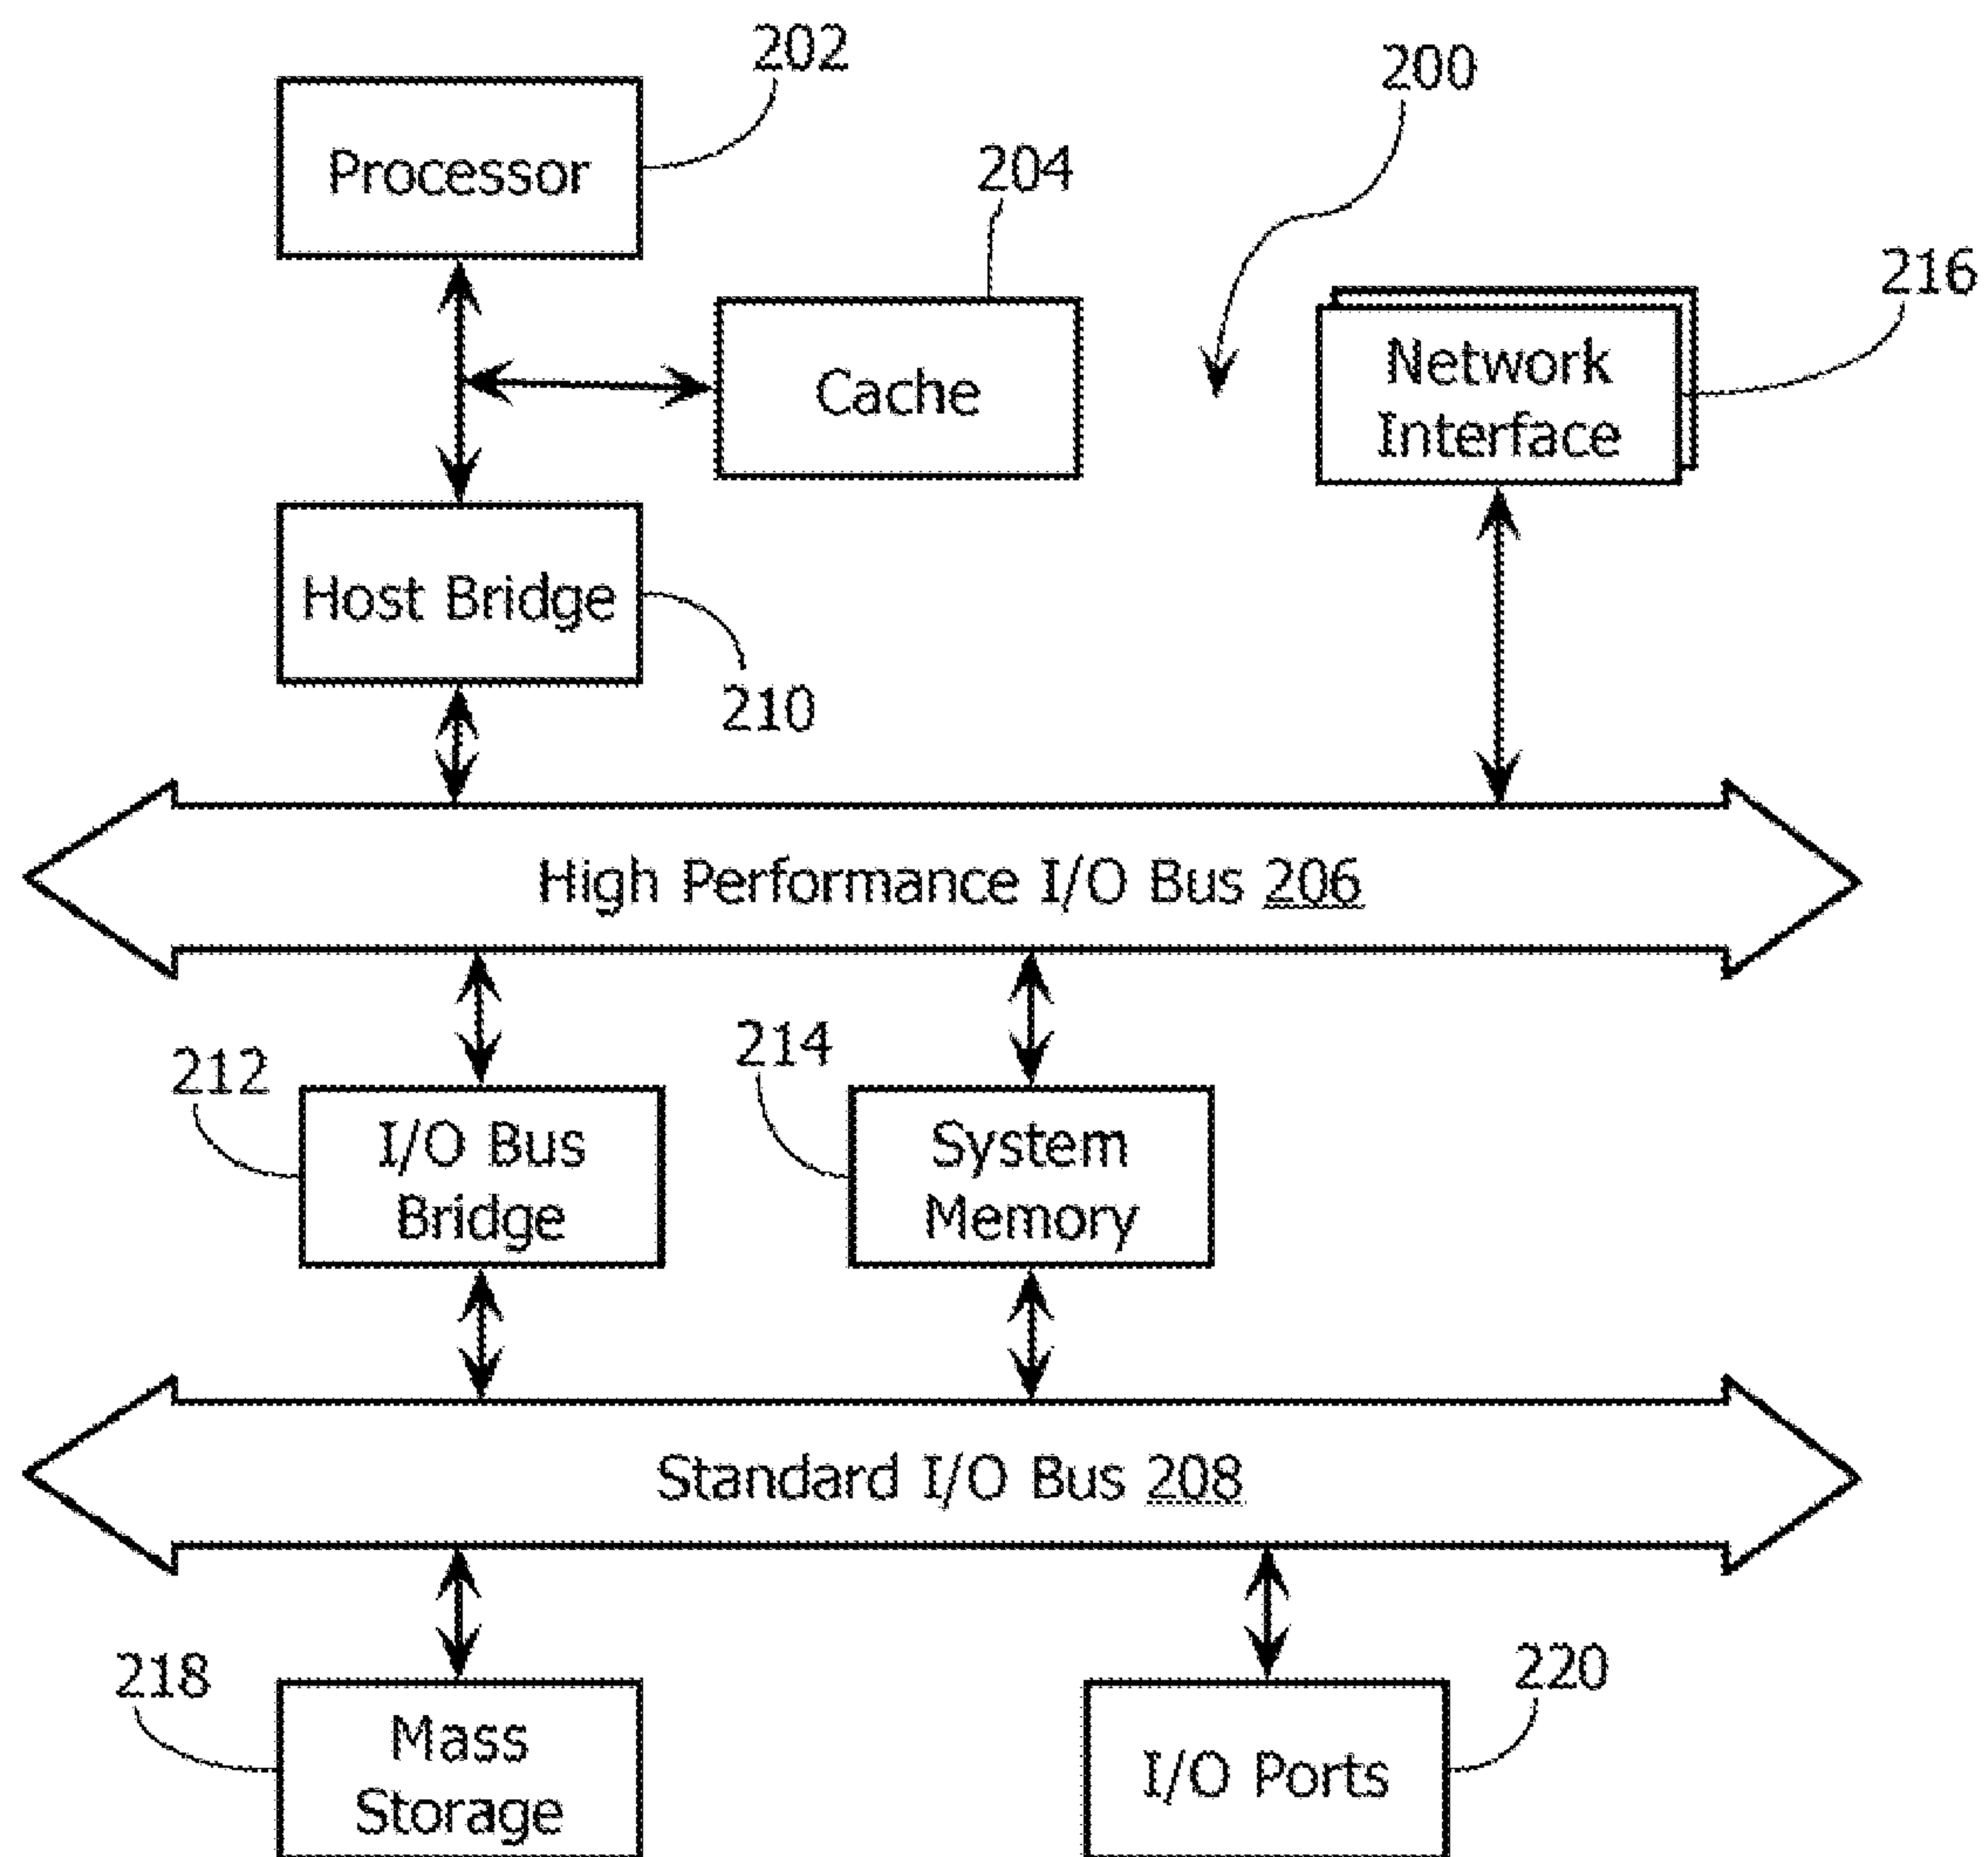 202
200
Processor
204
216
Network
Interface
Cache
Host Bridge
210
High Performance I/O Bus 206
212
214
I/O Bus
Bridge
System
Memory
Standard I/O Bus 208
218
220
Mass
Storage
I/O Ports